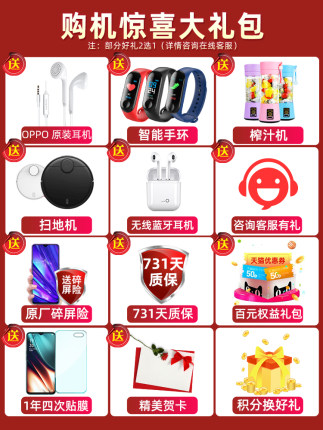 购机惊喜大礼包
注：部分好礼2选1（详情咨询在线客服）
送
OPPO 原装耳机
送
智能手环
送
榨汁机
送
扫地机
送
无线蓝牙耳机
送
咨询客服有礼
送
送碎
屏险
原厂碎屏险
送
731天
质保
731天质保
送
天猫优惠券
百元权益礼包
送
1年四次贴膜
送
精美贺卡
送
积分换好礼